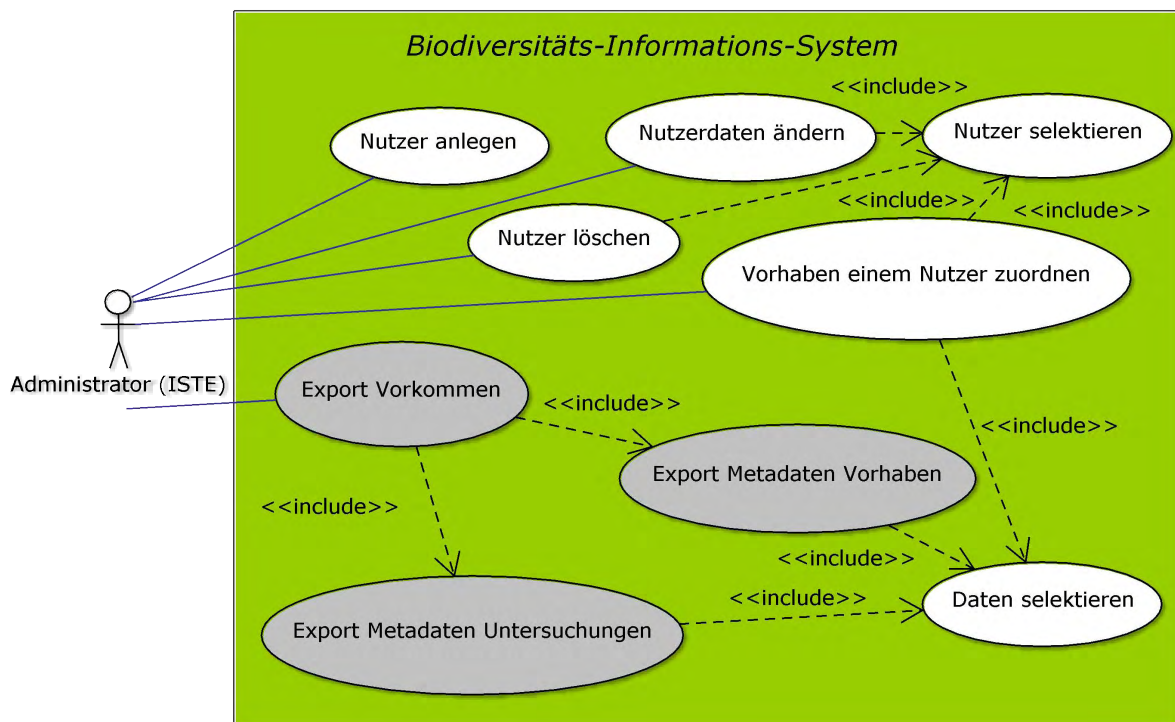 Biodiversitäts-Informations-System
<<include>>
Nutzer anlegen
Nutzerdaten ändern
Nutzer selektieren
<<include>>
<<include>>
Nutzer löschen
Vorhaben einem Nutzer zuordnen
Administrator (ISTE)
Export Vorkommen
<<include>>
<<include>>
Export Metadaten Vorhaben
<<include>>
<<include>>
<<include>>
Daten selektieren
Export Metadaten Untersuchungen